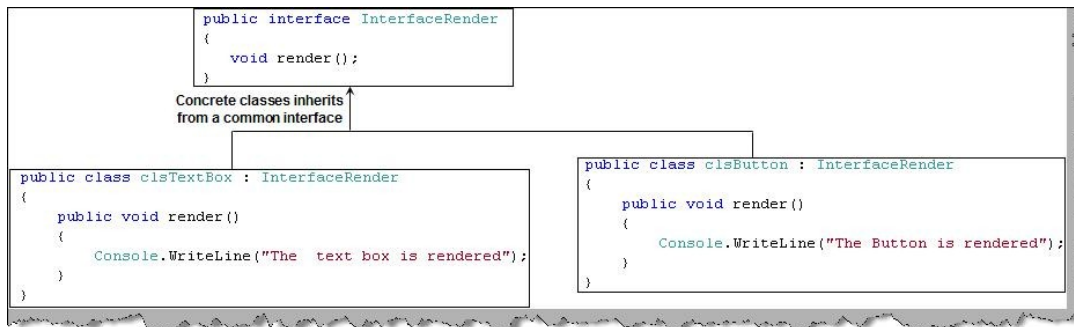 public interface InterfaceRender
{
void render();
}
Concrete classes inherits
from a common interface
public class clsTextBox : InterfaceRender
{
public void render()
{
Console.WriteLine("The  text box is rendered");
}
}
public class clsButton : InterfaceRender
{
public void render()
{
Console.WriteLine("The Button is rendered");
}
}